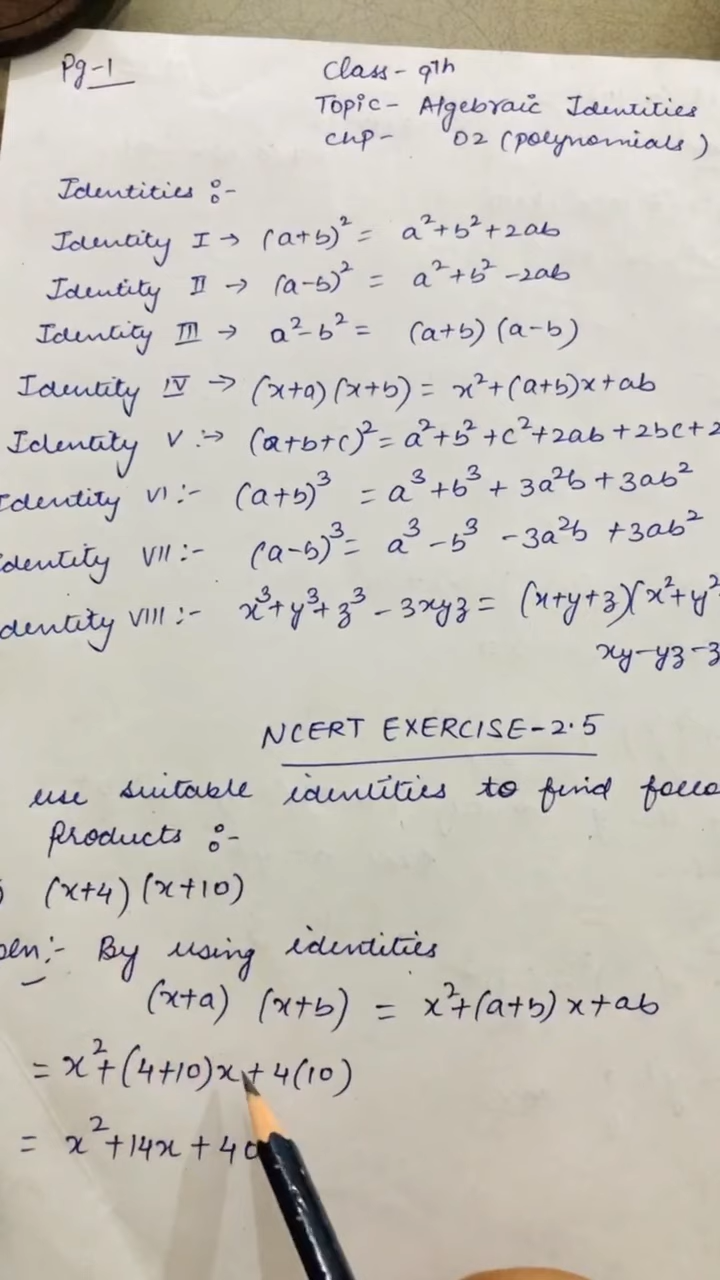 Pg-1
Class- 9th
Topic- Algebraic Identities
Chp- 02 (polynomials)
Identities :-
Identity I → (a+b)² = a²+b²+2ab
Identity II → (a-b)² = a²+b²-2ab
Identity III → a²-b² = (a+b) (a-b)
Identity IV → (x+a) (x+b) = x²+(a+b)x+ab
Identity V :→ (a+b+c)² = a²+b²+c²+2ab+2bc+2
Identity VI :- (a+b)³ = a³+b³+3a²b+3ab²
dentity VII :- (a-b)³ = a³-b³-3a²b+3ab²
dentity VIII :- x³+y³+z³-3xyz = (x+y+z)(x²+y²
xy-yz-z
NCERT EXERCISE-2.5
use suitable identities to find
products :-
(x+4) (x+10)
:- By using identities
(x+a) (x+b) = x²+(a+b)x+ab
= x²+(4+10)x+4(10)
= x²+14x+40